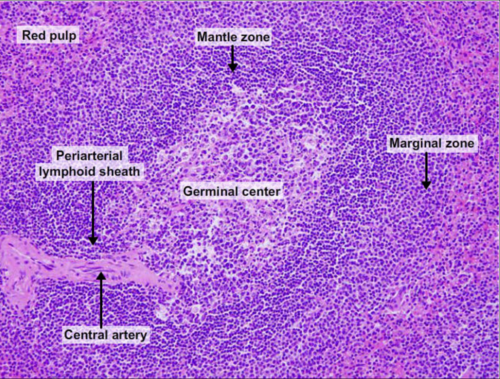 Red pulp
Mantle zone
Marginal zone
Periarterial
lymphoid sheath
Germinal center
Central artery